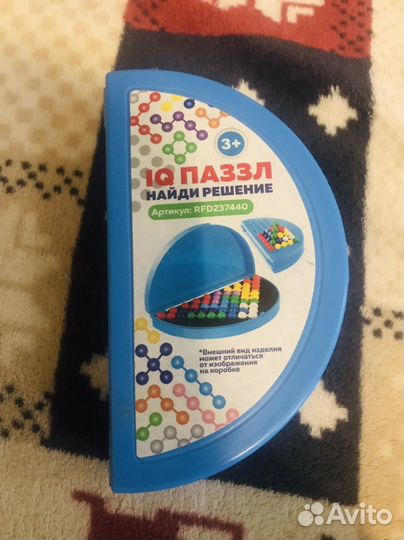 3+
IQ ПАЗЗЛ
НАЙДИ РЕШЕНИЕ
Артикул: RFD237440
*Внешний вид изделия
может отличаться
от изображения
на коробке
Avito